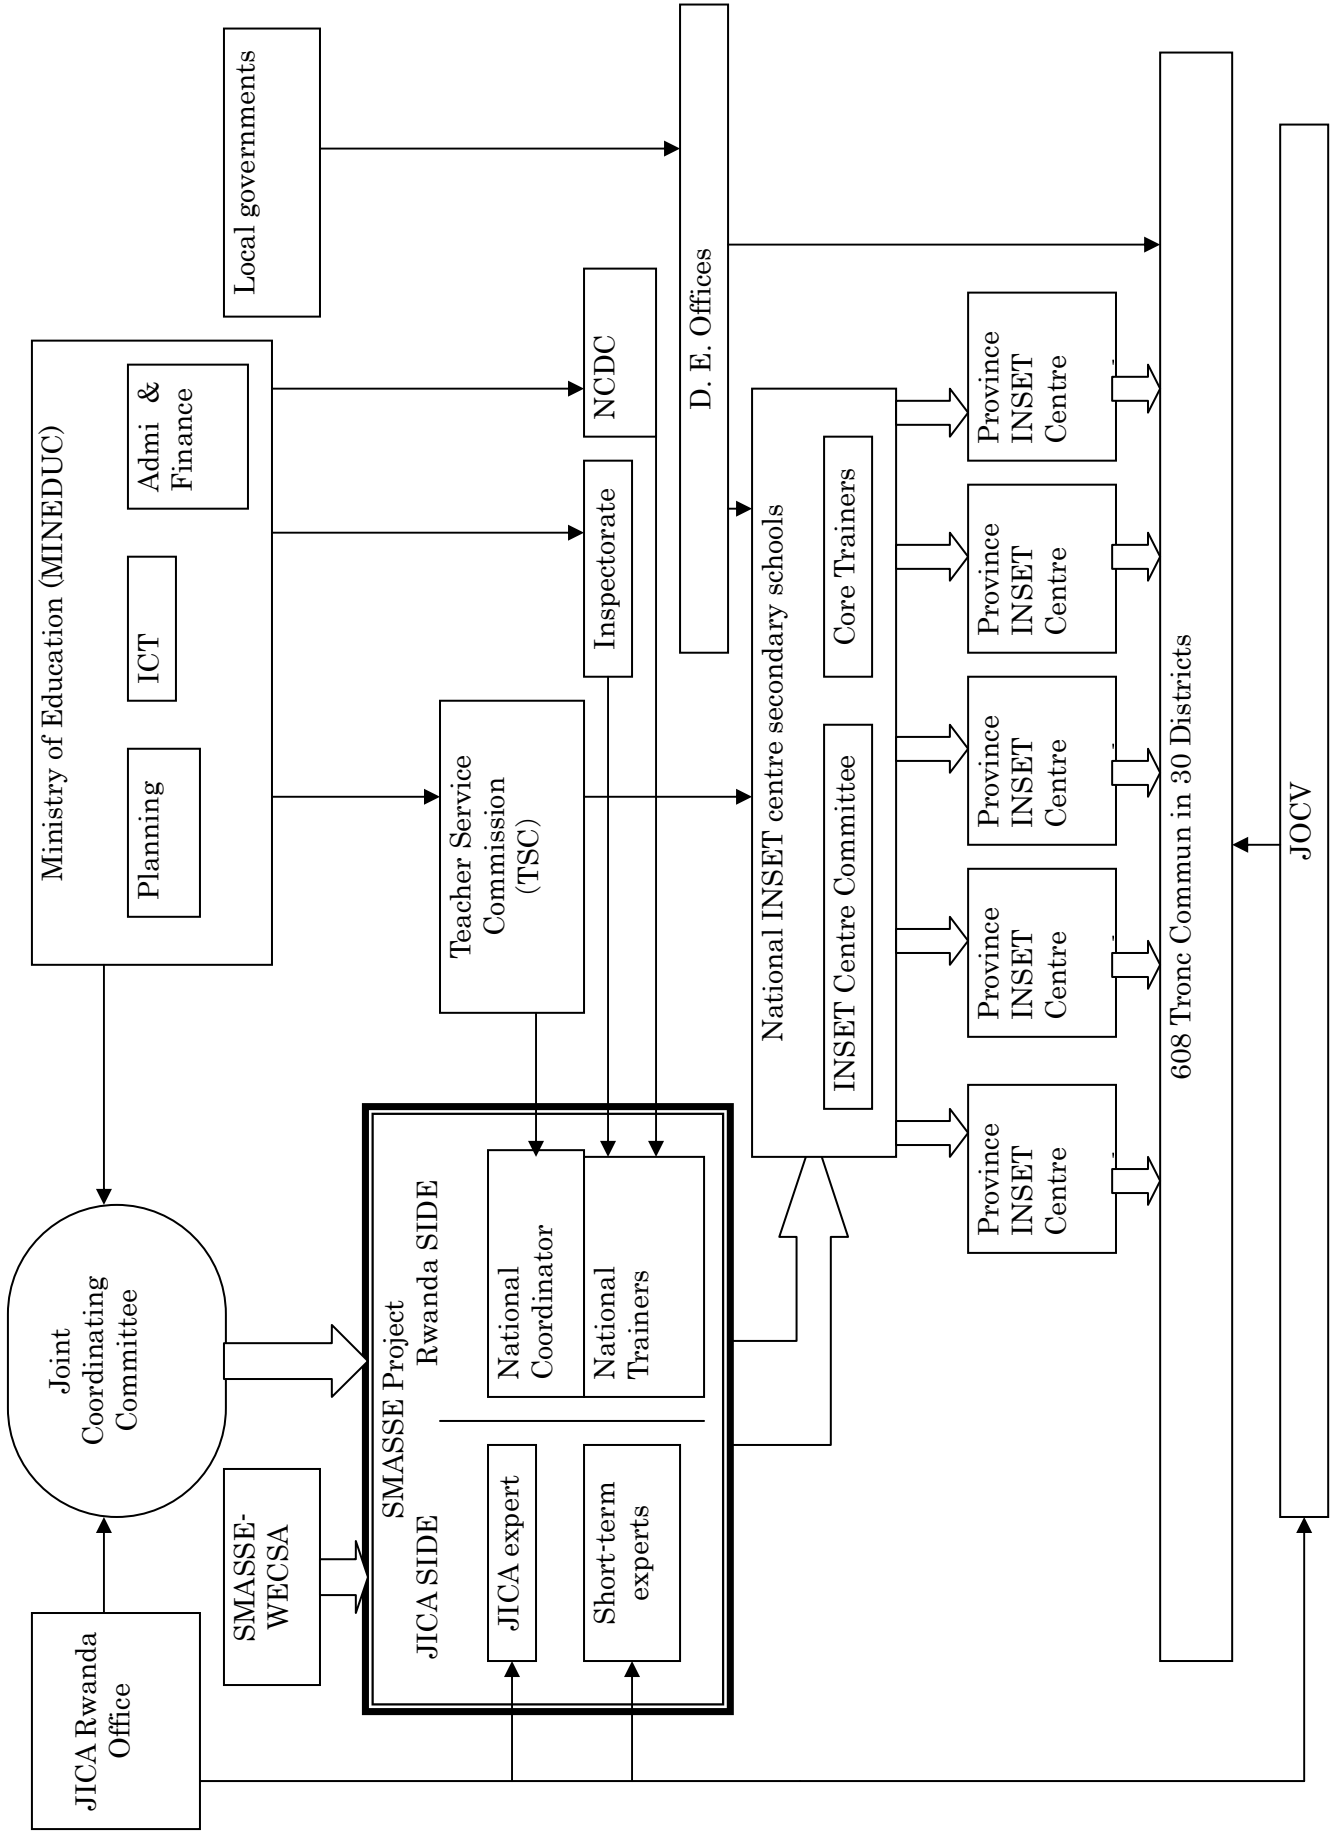 JICA Rwanda
Office
Joint
Coordinating
Committee
Ministry of Education (MINEDUC)
Planning
ICT
Admi &
Finance
SMASSE-
WECSA
Local governments
SMASSE Project
JICA SIDE
Rwanda SIDE
JICA expert
Short-term
experts
National
Coordinator
National
Trainers
Teacher Service
Commission
(TSC)
Inspectorate
NCDC
D. E. Offices
National INSET centre secondary schools
INSET Centre Committee
Core Trainers
Province
INSET
Centre
Province
INSET
Centre
Province
INSET
Centre
Province
INSET
Centre
Province
INSET
Centre
608 Tronc Commun in 30 Districts
JOCV